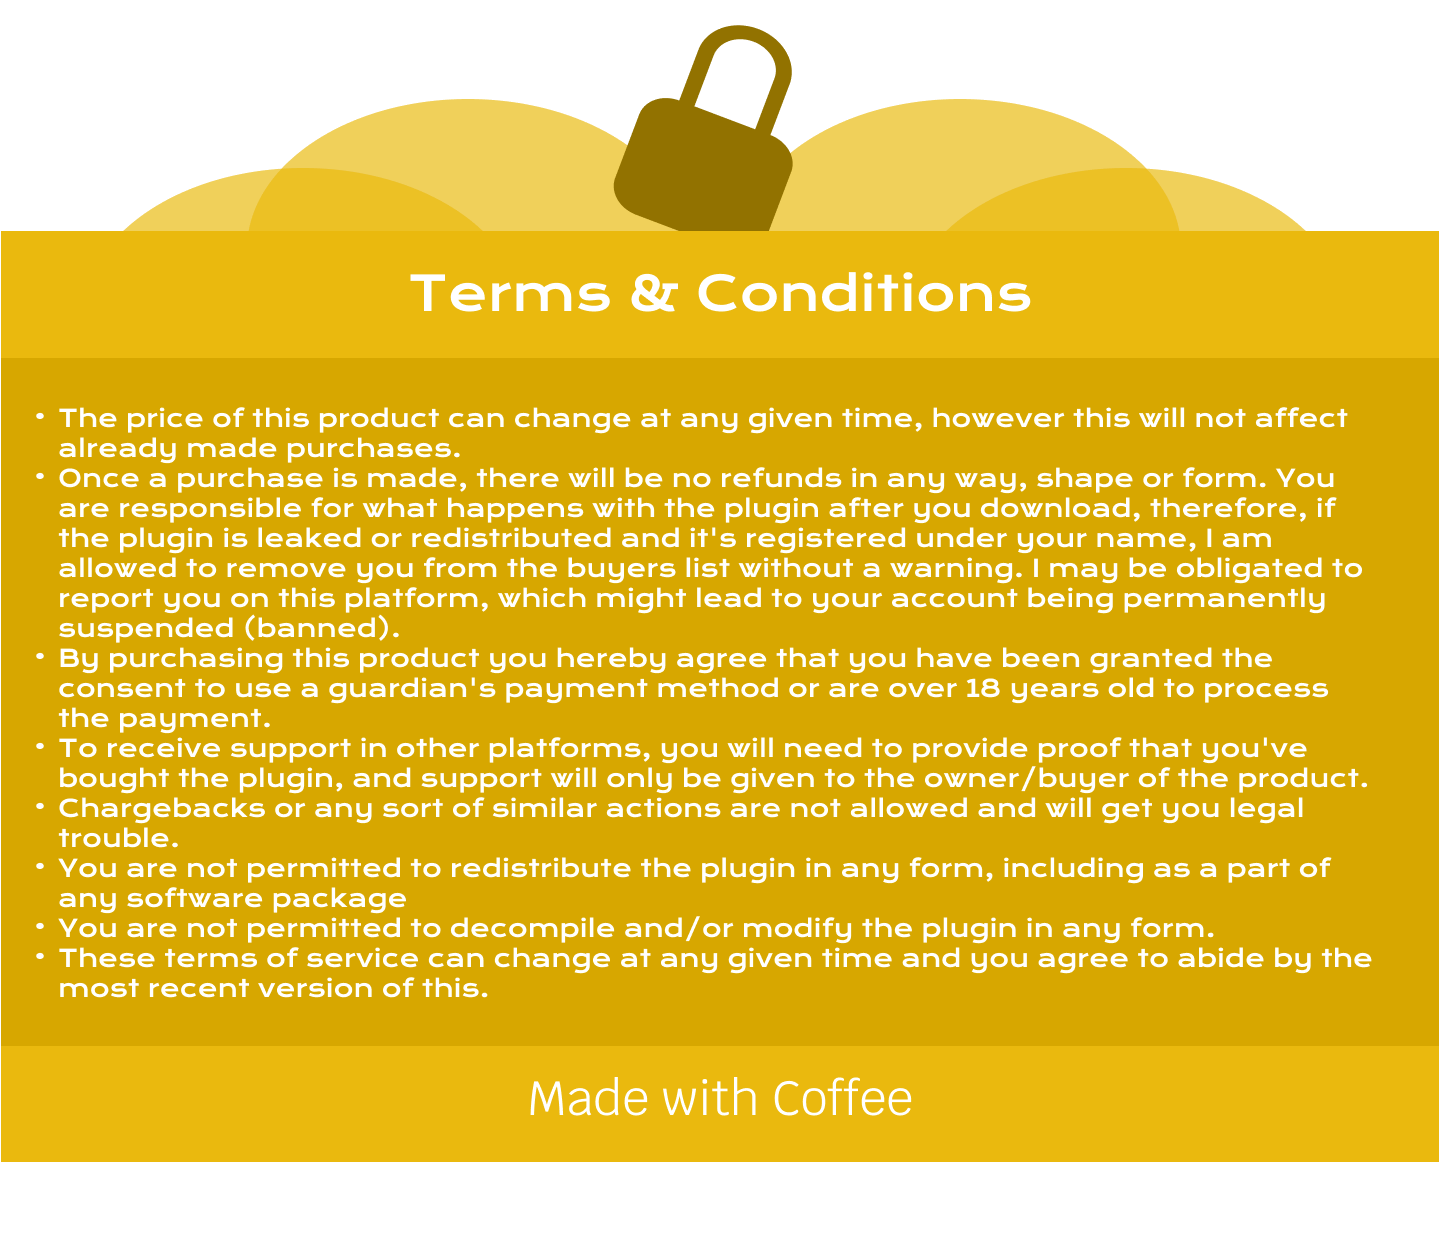 Terms & Conditions
• The price of this product can change at any given time, however this will not affect
already made purchases.
• Once a purchase is made, there will be no refunds in any way, shape or form. You
are responsible for what happens with the plugin after you download, therefore, if
the plugin is leaked or redistributed and it's registered under your name, I am
allowed to remove you from the buyers list without a warning. I may be obligated to
report you on this platform, which might lead to your account being permanently
suspended (banned).
• By purchasing this product you hereby agree that you have been granted the
consent to use a guardian's payment method or are over 18 years old to process
the payment.
• To receive support in other platforms, you will need to provide proof that you've
bought the plugin, and support will only be given to the owner/buyer of the product.
• Chargebacks or any sort of similar actions are not allowed and will get you legal
trouble.
• You are not permitted to redistribute the plugin in any form, including as a part of
any software package
• You are not permitted to decompile and/or modify the plugin in any form.
• These terms of service can change at any given time and you agree to abide by the
most recent version of this.
Made with Coffee